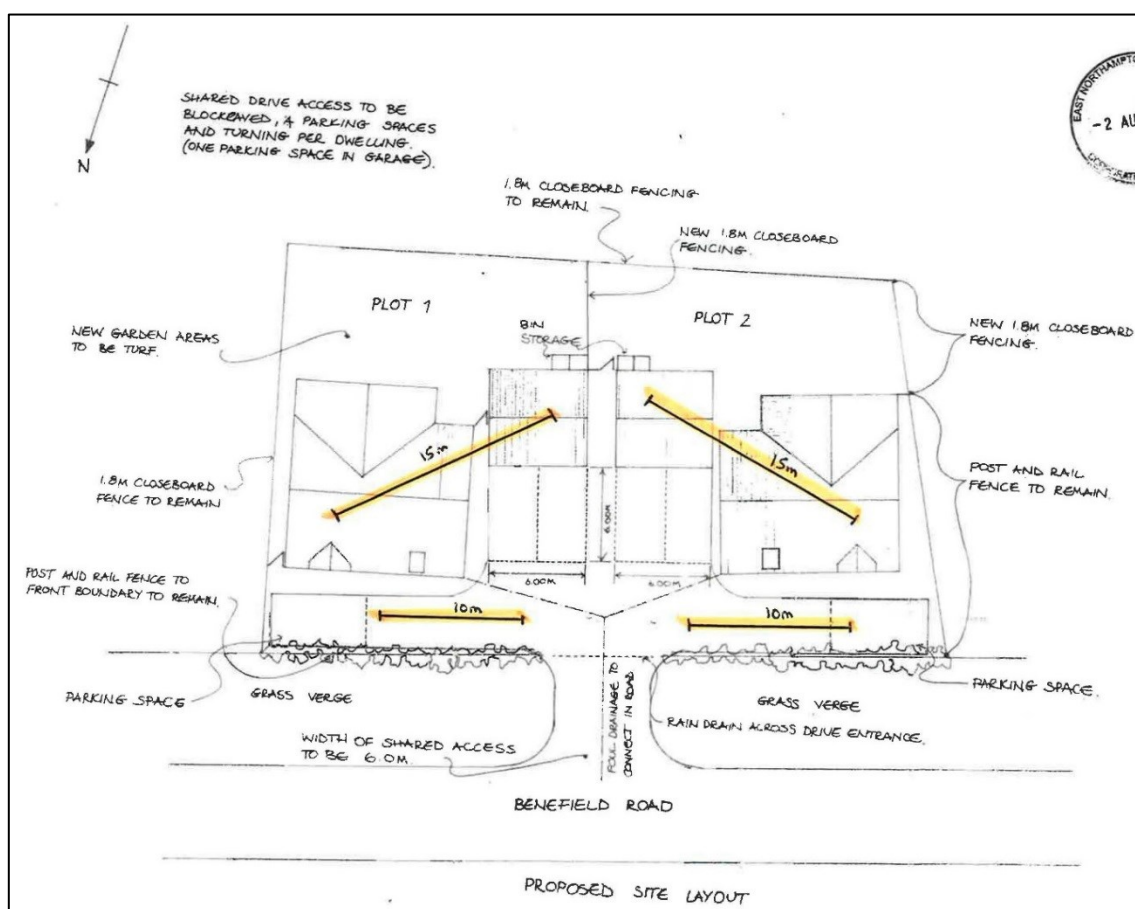 N
SHARED DRIVE ACCESS TO BE
BLOCKPAVED, 4 PARKING SPACES
AND TURNING PER DWELLING.
(ONE PARKING SPACE IN GARAGE).
EAST NORTHAMPTO
-2 AU
1.8M CLOSEBOARD FENCING
TO REMAIN.
NEW 1.8M CLOSEBOARD
FENCING.
PLOT 1
PLOT 2
NEW GARDEN AREAS
TO BE TURF.
BIN
STORAGE
NEW 1.8M CLOSEBOARD
FENCING.
15m
15m
1.8M CLOSEBOARD
FENCE TO REMAIN
POST AND RAIL
FENCE TO REMAIN.
6.00M
6.00M
6.00M
POST AND RAIL FENCE TO
FRONT BOUNDARY TO REMAIN.
10m
10m
PARKING SPACE
GRASS VERGE
PARKING SPACE.
GRASS VERGE
RAIN DRAIN ACROSS DRIVE ENTRANCE.
WIDTH OF SHARED ACCESS
TO BE 6.0M.
FOUL DRAINAGE TO
CONNECT IN ROAD
BENEFIELD ROAD
PROPOSED SITE LAYOUT